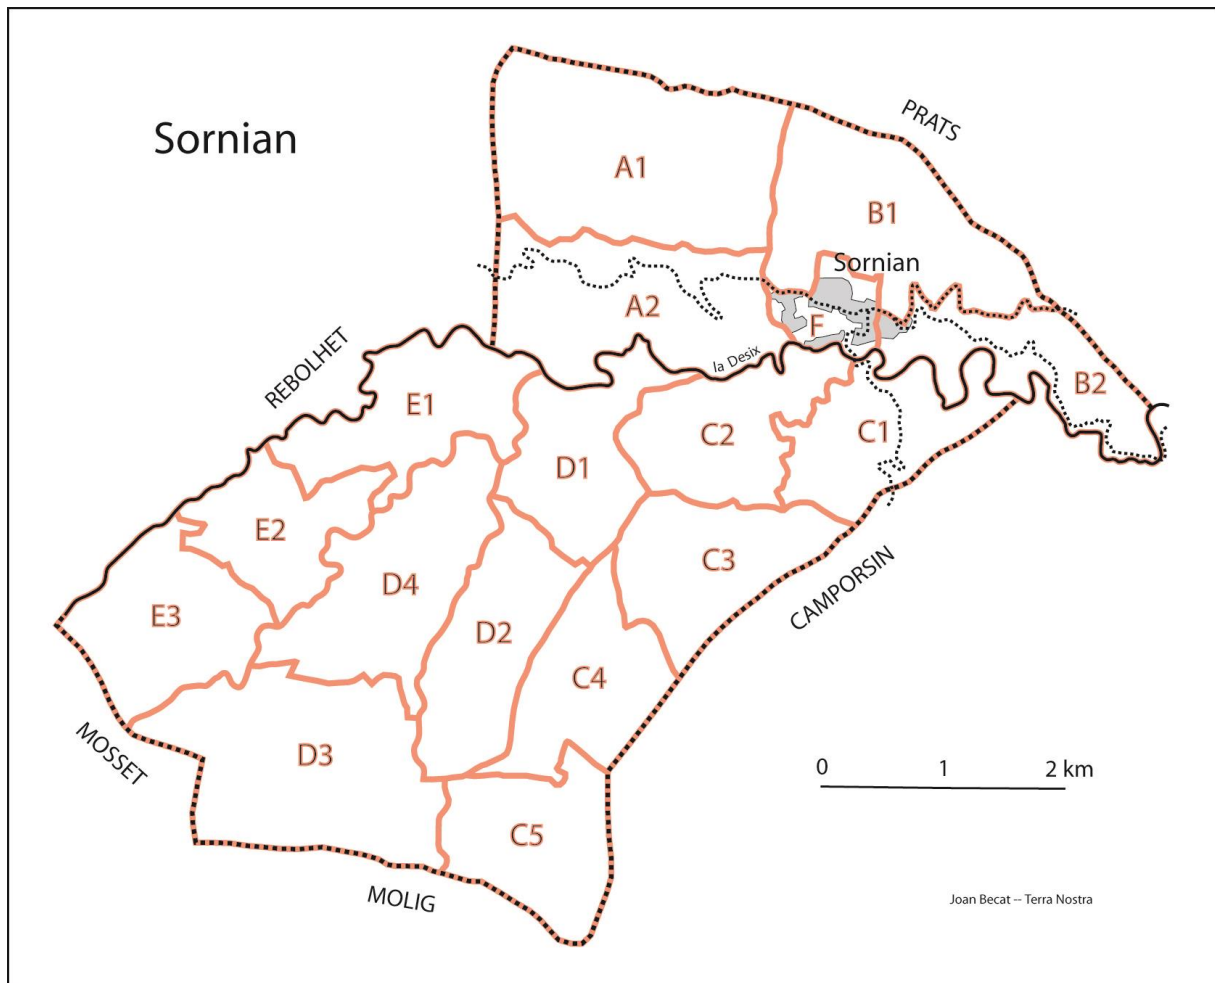 Sornian
PRATS
A1
B1
Sornian
A2
F
la Desix
REBOLHET
B2
E1
C2
C1
D1
E2
C3
D4
CAMPORSIN
E3
D2
C4
MOSSET
D3
0 1 2 km
C5
MOLIG
Joan Becat -- Terra Nostra